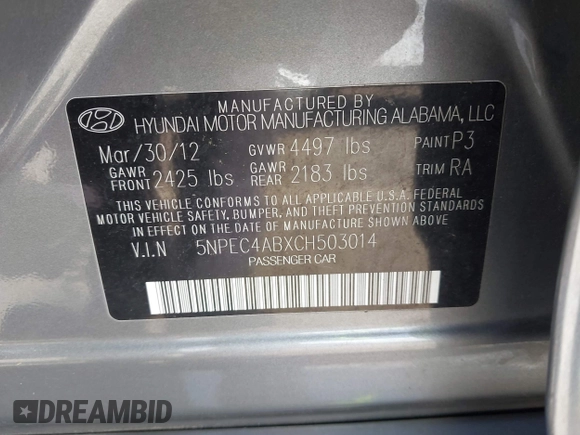 MANUFACTURED BY
HYUNDAI MOTOR MANUFACTURING ALABAMA, LLC
Mar/30/12 GVWR 4497 lbs PAINT P3
GAWR FRONT 2425 lbs GAWR REAR 2183 lbs TRIM RA
THIS VEHICLE CONFORMS TO ALL APPLICABLE U.S.A. FEDERAL
MOTOR VEHICLE SAFETY, BUMPER, AND THEFT PREVENTION STANDARDS
IN EFFECT ON THE DATE OF MANUFACTURE SHOWN ABOVE.
V.I.N 5NPEC4ABXCH503014
PASSENGER CAR
DREAMBID